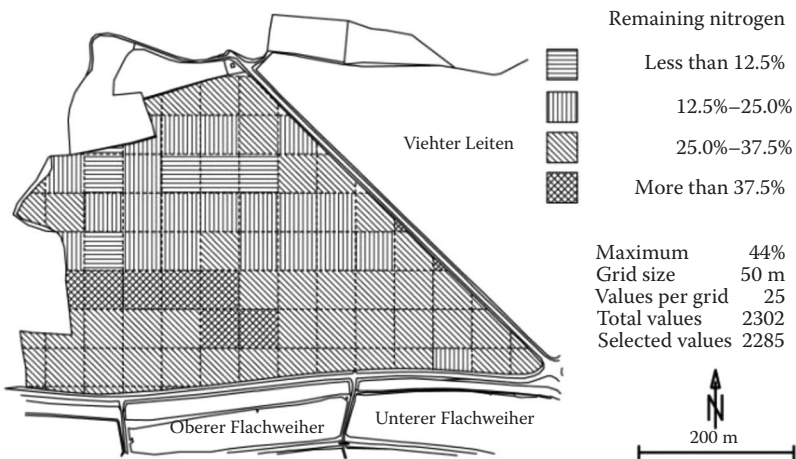 Remaining nitrogen
Less than 12.5%
12.5%–25.0%
25.0%–37.5%
More than 37.5%
Viehter Leiten
Maximum 44%
Grid size 50 m
Values per grid 25
Total values 2302
Selected values 2285
N
200 m
Oberer Flachweiher
Unterer Flachweiher